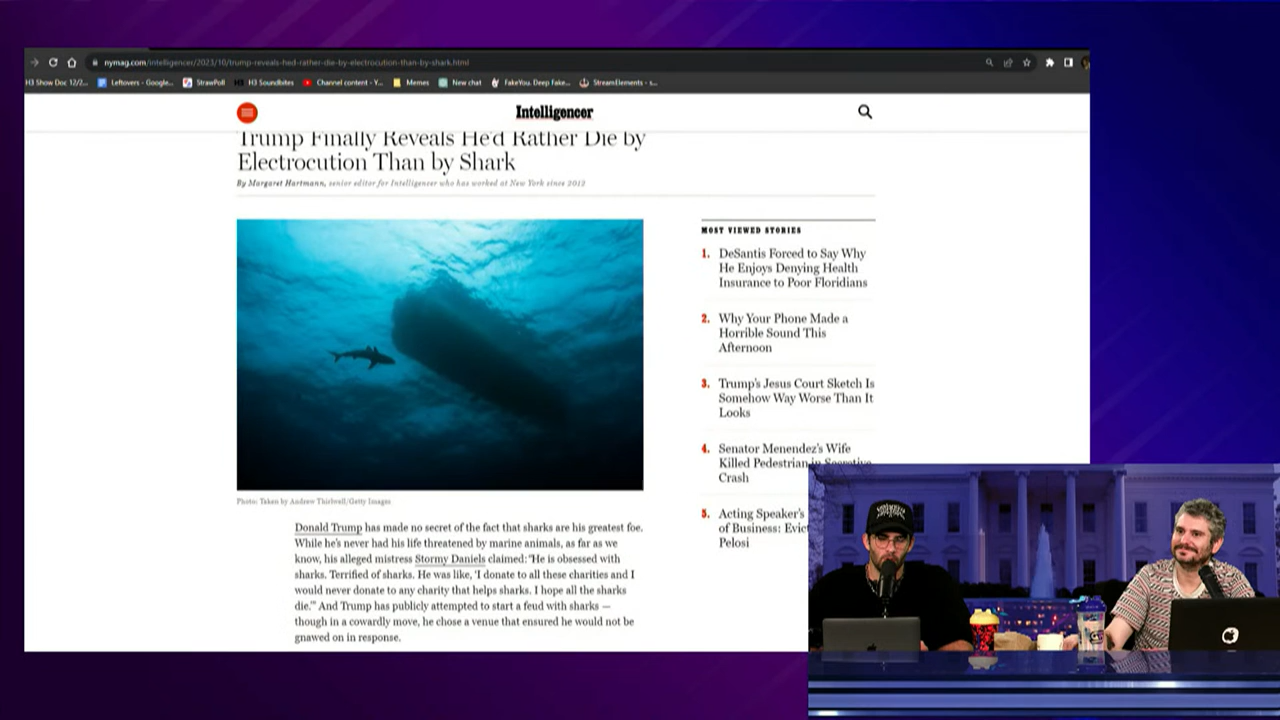 nymag.com/intelligencer/2023/10/trump-reveals-hed-rather-die-by-electrocution-than-by-shark.html
H3 Show Doc 12/2... Leftovers - Google... StrawPoll H3 Soundbites Channel content - Y... Memes New chat FakeYou. Deep Fake... StreamElements - s...
Intelligencer
Trump Finally Reveals He'd Rather Die by
Electrocution Than by Shark
By Margaret Hartmann, senior editor for Intelligencer who has worked at New York since 2012
MOST VIEWED STORIES
1. DeSantis Forced to Say Why
He Enjoys Denying Health
Insurance to Poor Floridians
2. Why Your Phone Made a
Horrible Sound This
Afternoon
3. Trump's Jesus Court Sketch Is
Somehow Way Worse Than It
Looks
4. Senator Menendez's Wife
Killed Pedestrian in Secretive
Crash
5. Acting Speaker's
of Business: Evict
Pelosi
Photo: Taken by Andrew Thirlwell/Getty Images
Donald Trump has made no secret of the fact that sharks are his greatest foe.
While he's never had his life threatened by marine animals, as far as we
know, his alleged mistress Stormy Daniels claimed: "He is obsessed with
sharks. Terrified of sharks. He was like, 'I donate to all these charities and I
would never donate to any charity that helps sharks. I hope all the sharks
die.'" And Trump has publicly attempted to start a feud with sharks —
though in a cowardly move, he chose a venue that ensured he would not be
gnawed on in response.